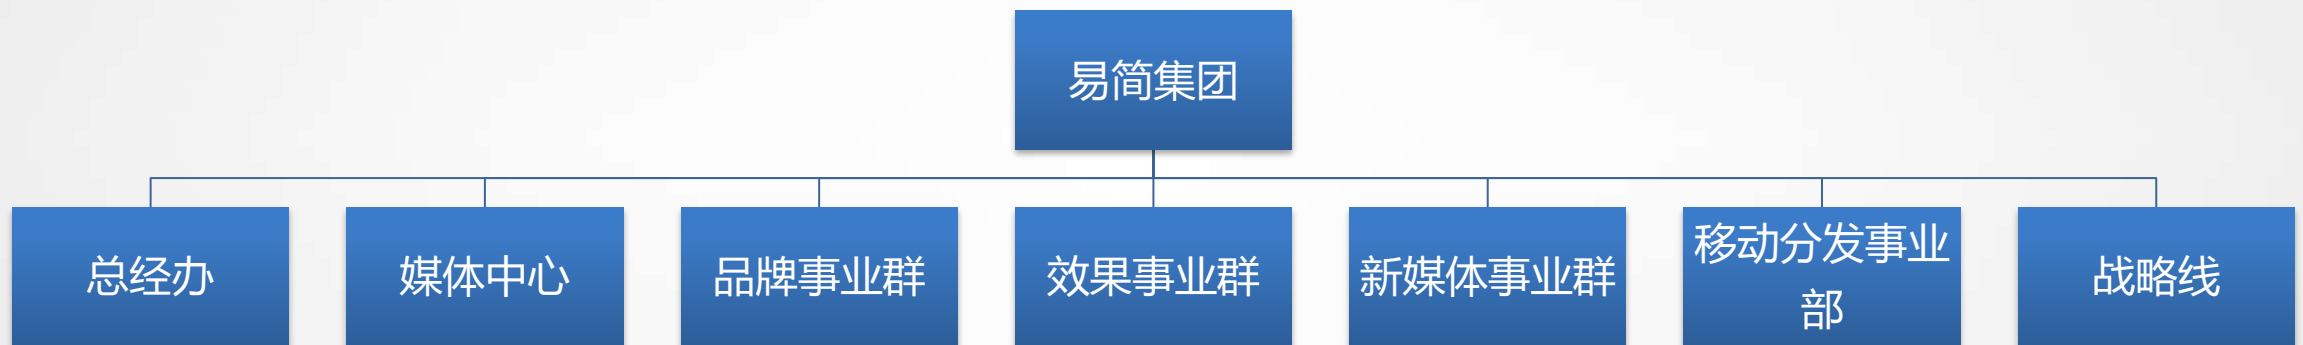 易简集团
总经办
媒体中心
品牌事业群
效果事业群
新媒体事业群
移动分发事业
部
战略线